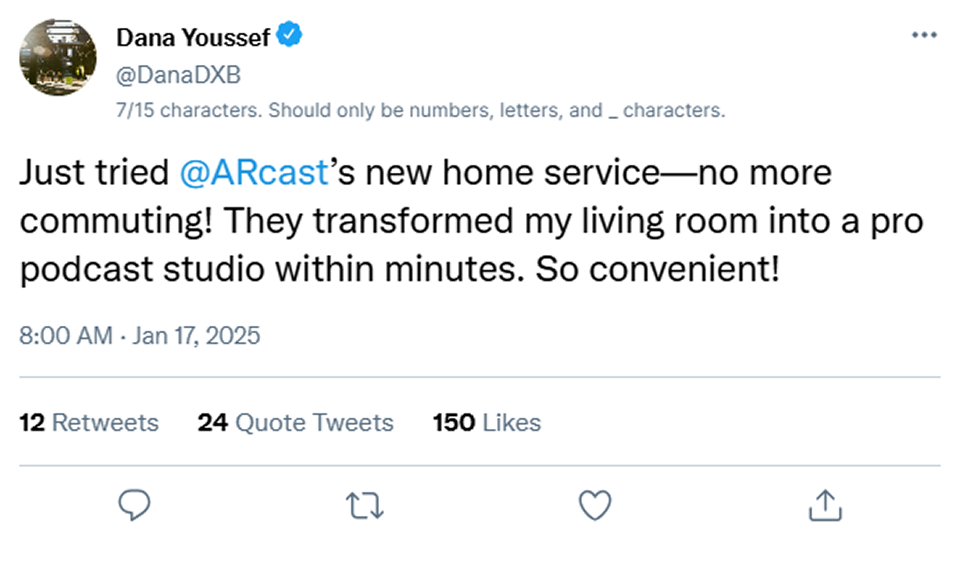 Dana Youssef
@DanaDXB
7/15 characters. Should only be numbers, letters, and _ characters.
Just tried @ARcast’s new home service—no more
commuting! They transformed my living room into a pro
podcast studio within minutes. So convenient!
8:00 AM · Jan 17, 2025
12 Retweets 24 Quote Tweets 150 Likes